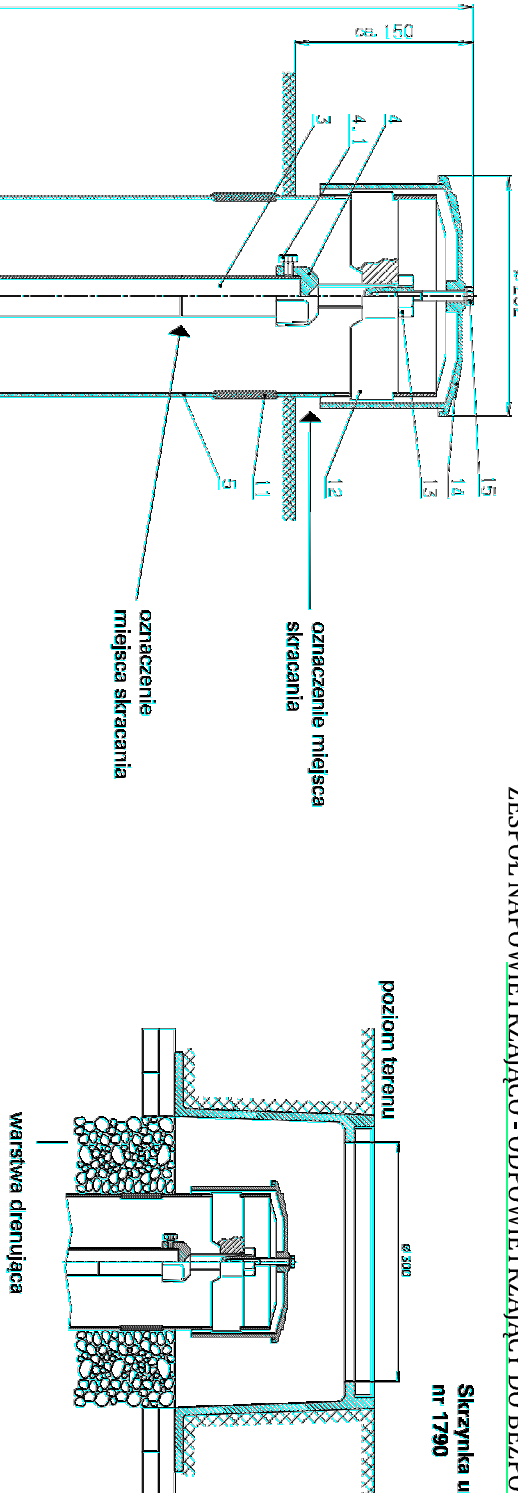 ZESPÓŁ NAPOWIETRZAJĄCO - ODPOWIETRZAJĄCY DO BEZPO
ca. 150
3
4.1
4
5
11
12
13
14
15
oznaczenie miejsca
skracania
oznaczenie
miejsca skracania
Skrzynka u
nr 1790
poziom terenu
ø 300
warstwa drenująca